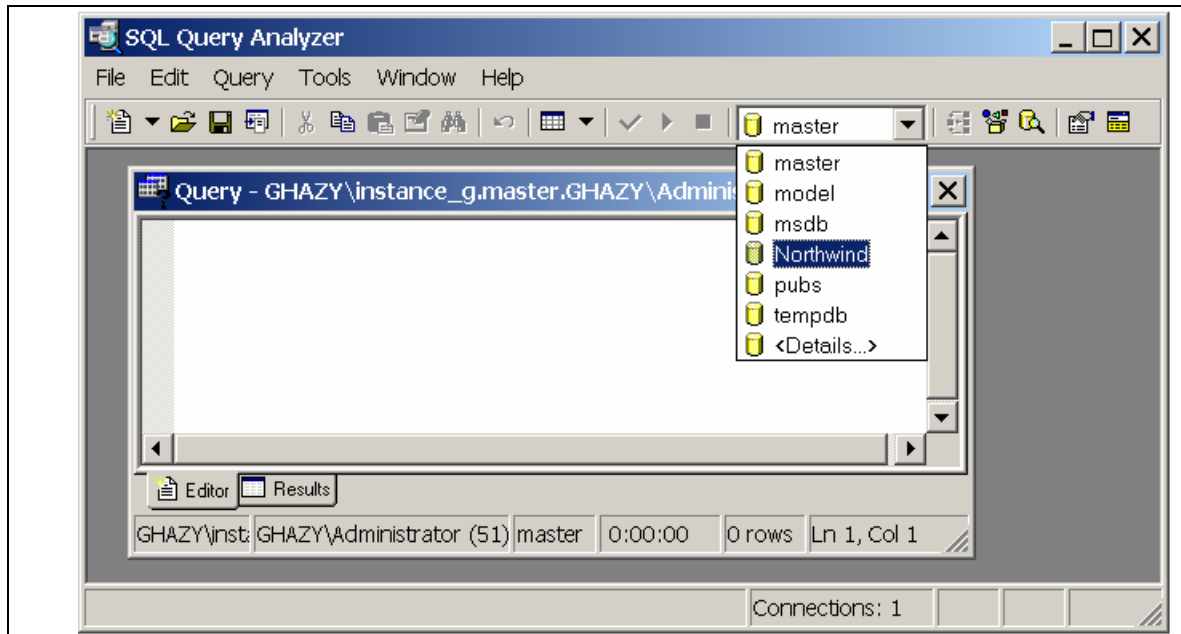 SQL Query Analyzer
File Edit Query Tools Window Help
master
master
model
msdb
Northwind
pubs
tempdb
<Details...>
Query - GHAZY\instance_g.master.GHAZY\Adminis
Editor Results
GHAZY\insta GHAZY\Administrator (51) master 0:00:00 0 rows Ln 1, Col 1
Connections: 1